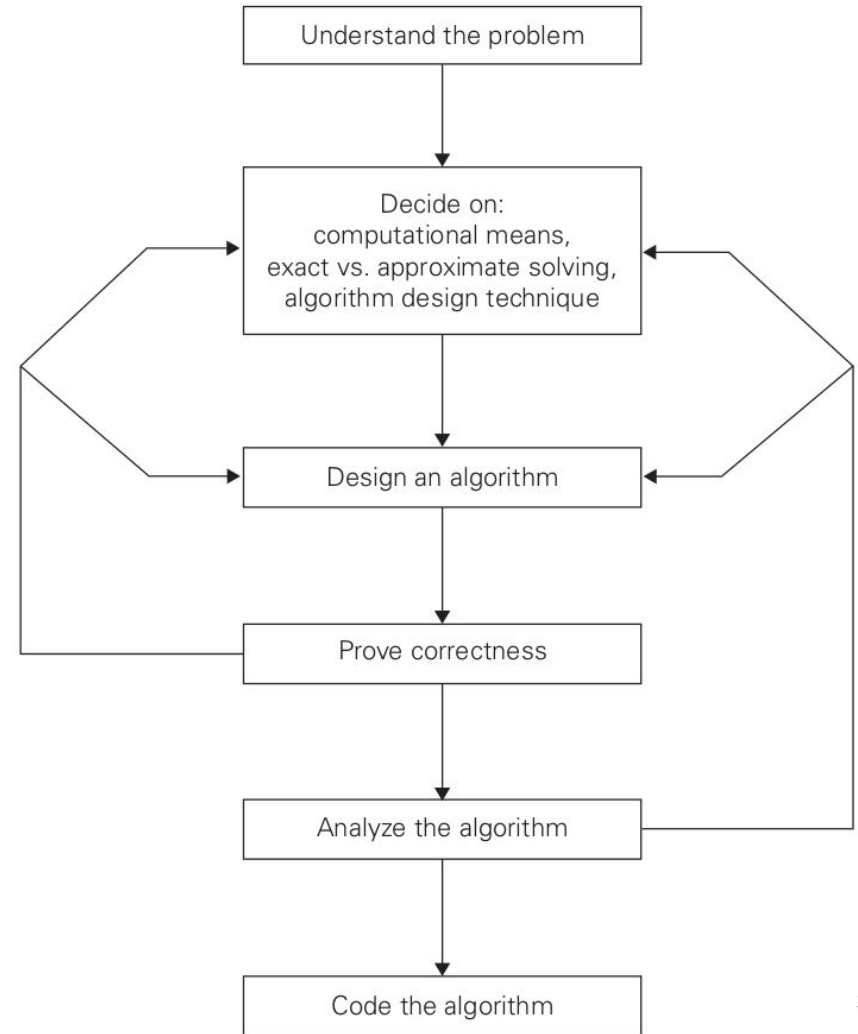 Understand the problem
Decide on:
computational means,
exact vs. approximate solving,
algorithm design technique
Design an algorithm
Prove correctness
Analyze the algorithm
Code the algorithm